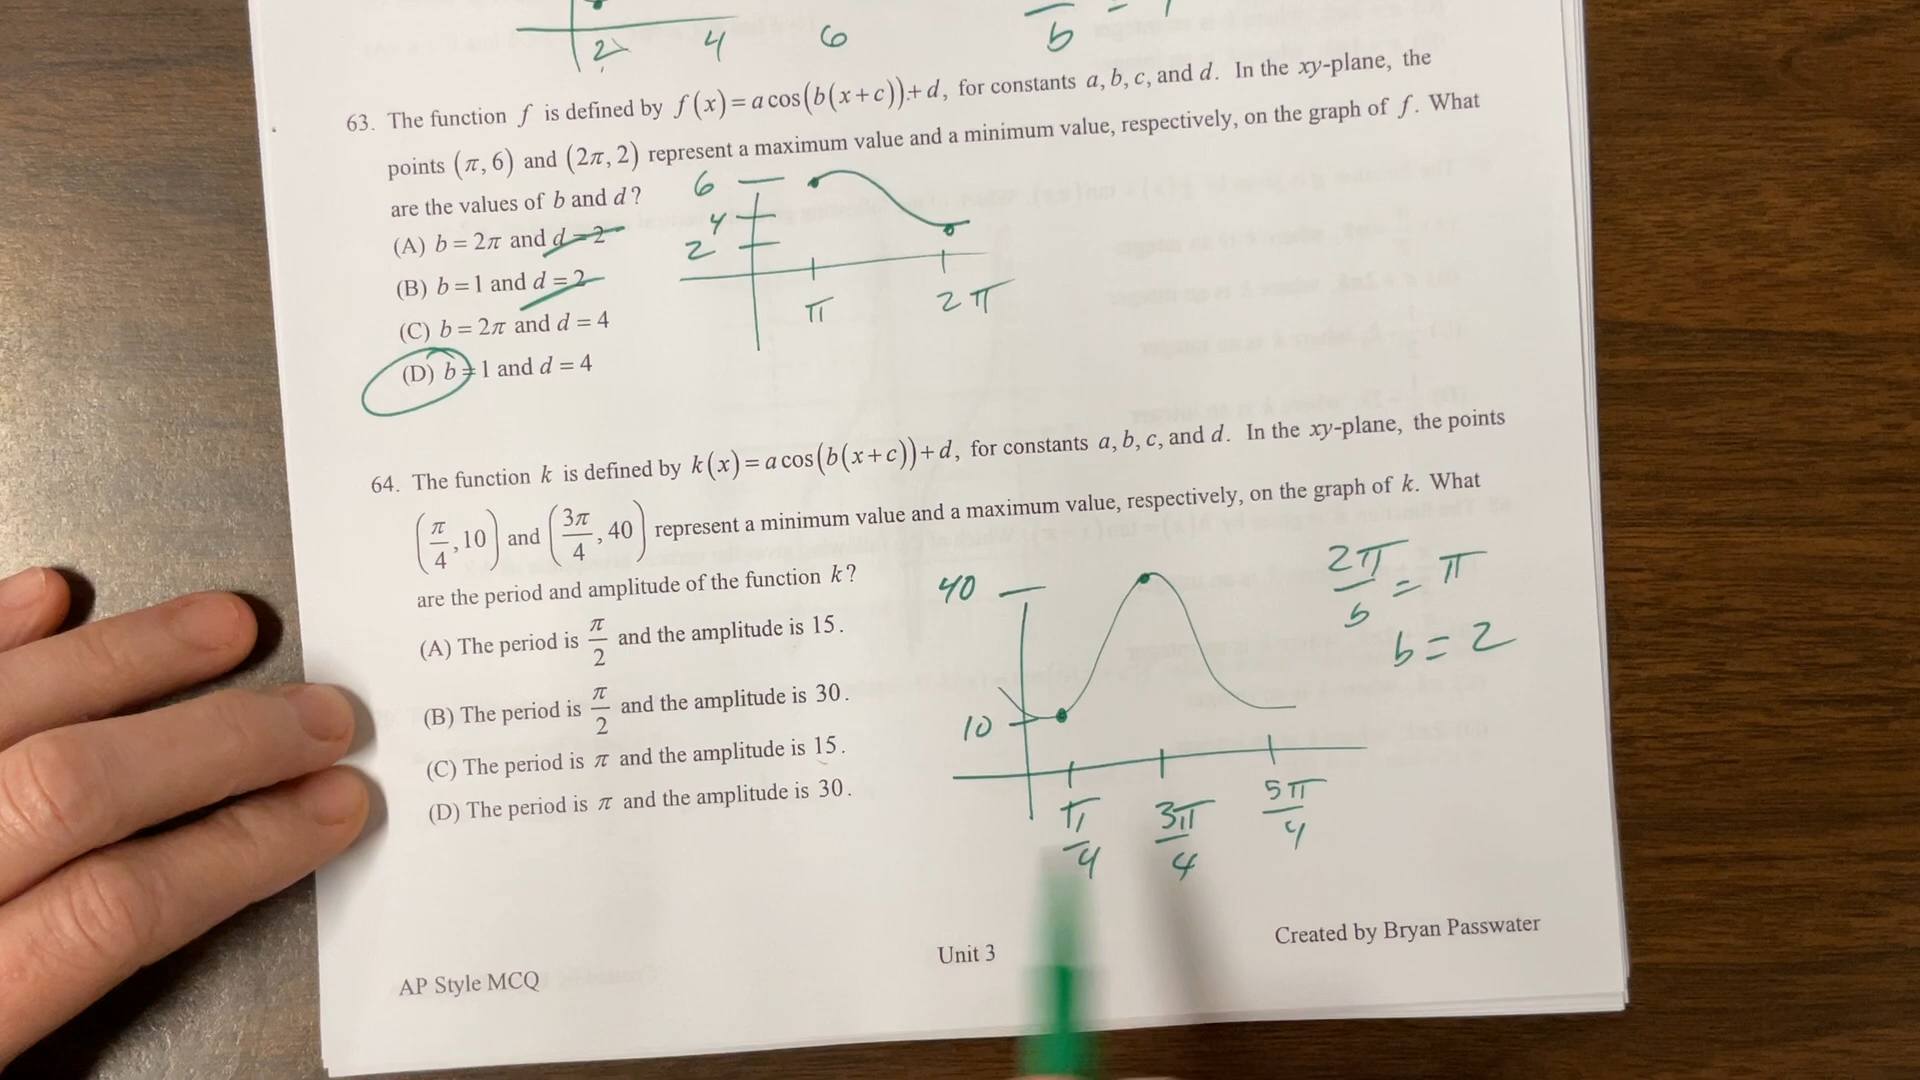 2 4 6
b = 1
63. The function f is defined by f(x) = a cos(b(x + c)) + d, for constants a, b, c, and d. In the xy-plane, the
points (π, 6) and (2π, 2) represent a maximum value and a minimum value, respectively, on the graph of f. What
are the values of b and d?
6
4
2
π 2π
(A) b = 2π and d = 2
(B) b = 1 and d = 2
(C) b = 2π and d = 4
(D) b = 1 and d = 4
64. The function k is defined by k(x) = a cos(b(x + c)) + d, for constants a, b, c, and d. In the xy-plane, the points
(π/4, 10) and (3π/4, 40) represent a minimum value and a maximum value, respectively, on the graph of k. What
are the period and amplitude of the function k?
(A) The period is π/2 and the amplitude is 15.
(B) The period is π/2 and the amplitude is 30.
(C) The period is π and the amplitude is 15.
(D) The period is π and the amplitude is 30.
40
10
π/4 3π/4 5π/4
2π/b = π
b = 2
AP Style MCQ
Unit 3
Created by Bryan Passwater